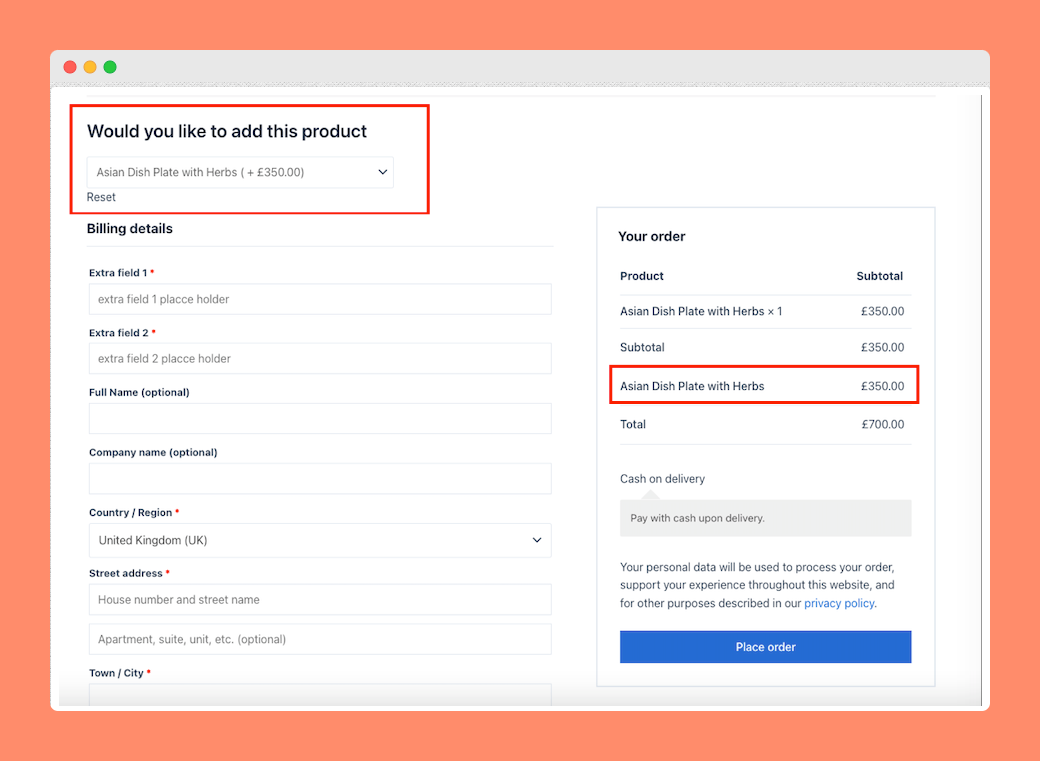 Would you like to add this product
Asian Dish Plate with Herbs ( + £350.00)
Reset
Billing details
Extra field 1 *
extra field 1 placce holder
Extra field 2 *
extra field 2 placce holder
Full Name (optional)
Company name (optional)
Country / Region *
United Kingdom (UK)
Street address *
House number and street name
Apartment, suite, unit, etc. (optional)
Town / City *
Your order
Product Subtotal
Asian Dish Plate with Herbs × 1 £350.00
Subtotal £350.00
Asian Dish Plate with Herbs £350.00
Total £700.00
Cash on delivery
Pay with cash upon delivery.
Your personal data will be used to process your order,
support your experience throughout this website, and
for other purposes described in our privacy policy.
Place order